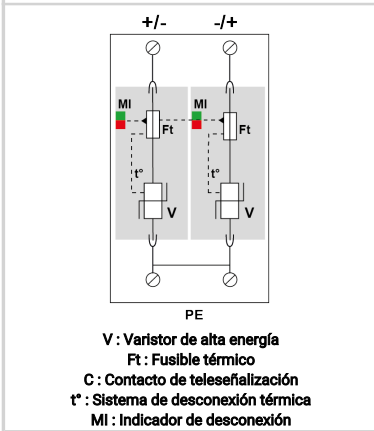 +/- -/+
MI MI
Ft Ft
t° t°
V V
PE
V : Varistor de alta energía
Ft : Fusible térmico
C : Contacto de teleseñalización
t° : Sistema de desconexión térmica
MI : Indicador de desconexión